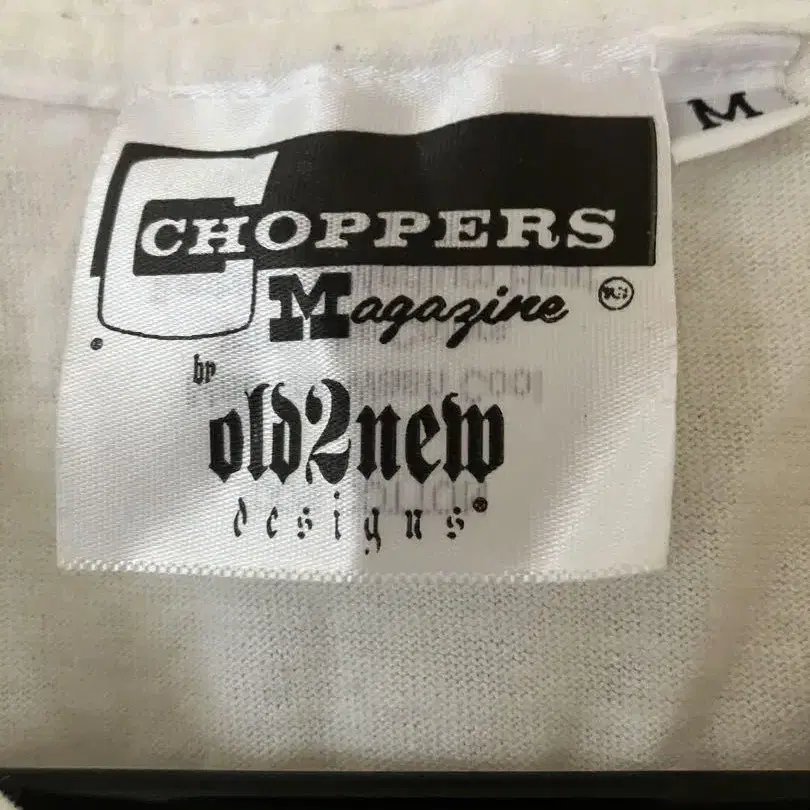 CHOPPERS
Magazine ®
by
old2new
designs®
M